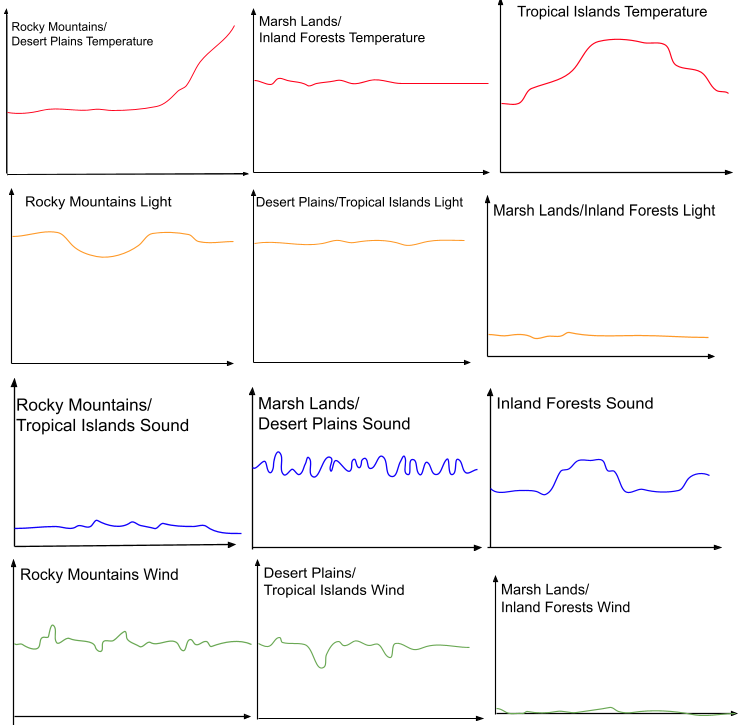 Rocky Mountains/
Desert Plains Temperature
Marsh Lands/
Inland Forests Temperature
Tropical Islands Temperature
Rocky Mountains Light
Desert Plains/Tropical Islands Light
Marsh Lands/Inland Forests Light
Rocky Mountains/
Tropical Islands Sound
Marsh Lands/
Desert Plains Sound
Inland Forests Sound
Rocky Mountains Wind
Desert Plains/
Tropical Islands Wind
Marsh Lands/
Inland Forests Wind